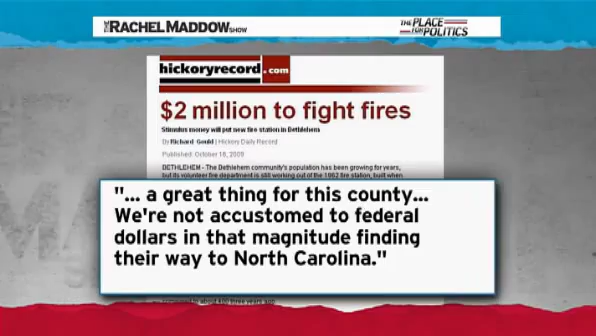 THE RACHEL MADDOW SHOW
THE PLACE FOR POLITICS
hickoryrecord.com
$2 million to fight fires
Stimulus money will put new fire station in Bethlehem
By Richard Gould | Hickory Daily Record
Published: October 18, 2009
BETHLEHEM - The Bethlehem community's population has been growing for years,
but its volunteer fire department is still working out of the 1962 fire station, built when
"... a great thing for this county...
We're not accustomed to federal
dollars in that magnitude finding
their way to North Carolina."